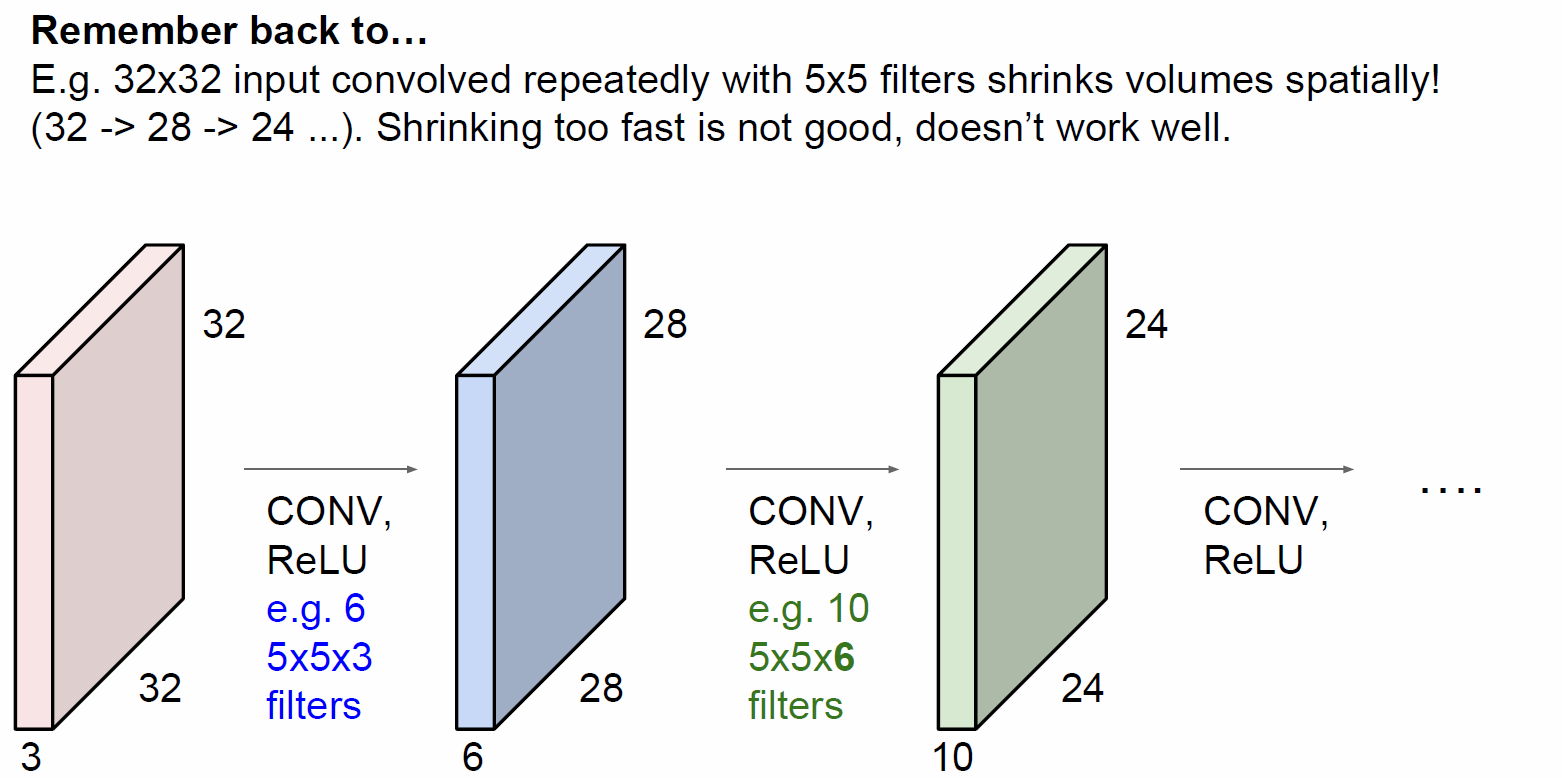 Remember back to…
E.g. 32x32 input convolved repeatedly with 5x5 filters shrinks volumes spatially!
(32 -> 28 -> 24 ...). Shrinking too fast is not good, doesn’t work well.
32
32
3
CONV,
ReLU
e.g. 6
5x5x3
filters
28
28
6
CONV,
ReLU
e.g. 10
5x5x6
filters
24
24
10
CONV,
ReLU
….